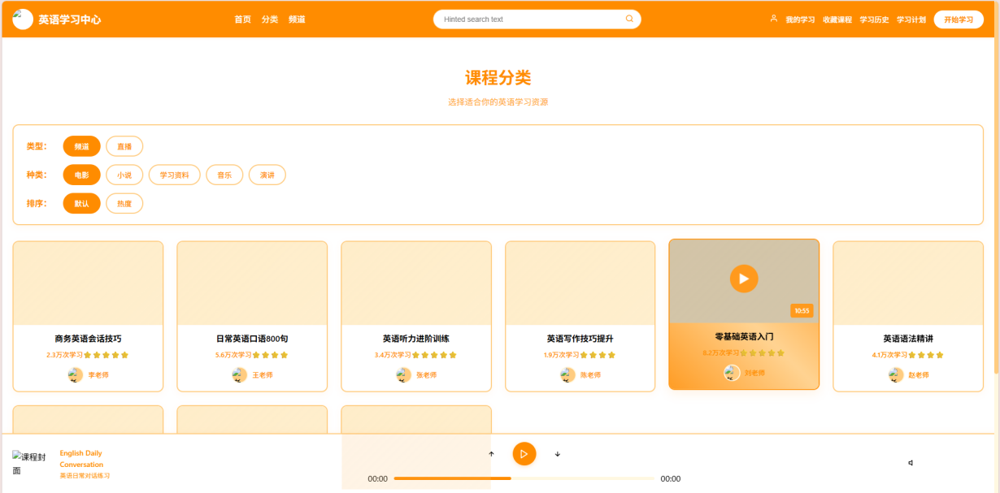 英语学习中心 首页 分类 频道 Hinted search text 我的学习 收藏课程 学习历史 学习计划 开始学习
课程分类
选择适合你的英语学习资源
类型： 频道 直播
种类： 电影 小说 学习资料 音乐 演讲
排序： 默认 热度
10:55
商务英语会话技巧 日常英语口语800句 英语听力进阶训练 英语写作技巧提升 零基础英语入门 英语语法精讲
2.3万次学习 5.6万次学习 3.4万次学习 1.9万次学习 8.2万次学习 4.1万次学习
李老师 王老师 张老师 陈老师 刘老师 赵老师
课程封
面
English Daily
Conversation
英语日常对话练习
00:00 00:00